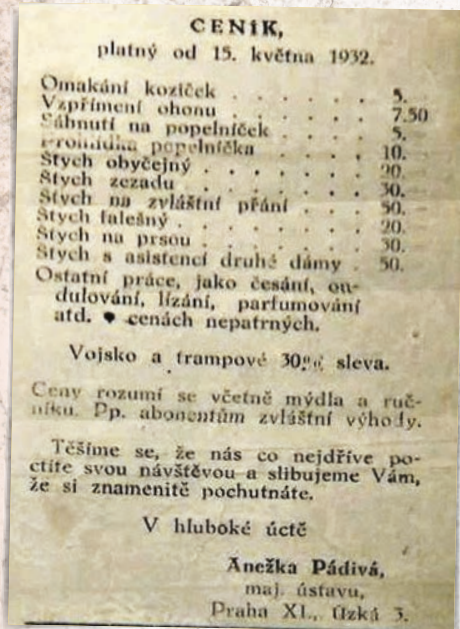 CENÍK,
platný od 15. května 1932.
Omakání koziček . . . . . . 5.
Vzpřímení ohonu . . . . . . 7.50
Sáhnutí na popelníček . . . . 5.
Prohlídka popelníčka . . . . 10.
Štych obyčejný . . . . . . 20.
Štych zezadu . . . . . . . 30.
Štych na zvláštní přání . . . 50.
Štych falešný . . . . . . . 20.
Štych na prsou . . . . . . 30.
Štych s asistencí druhé dámy . 50.
Ostatní práce, jako česání, on-
dulování, lízání, parfumování
atd. cenách nepatrných.
Vojsko a trampové 30% sleva.
Ceny rozumí se včetně mýdla a ruč-
níku. Pp. abonentům zvláštní výhody.
Těšíme se, že nás co nejdříve po-
ctíte svou návštěvou a slibujeme Vám,
že si znamenitě pochutnáte.
V hluboké úctě
Anežka Pádivá,
maj. ústavu,
Praha XI., Úzká 3.